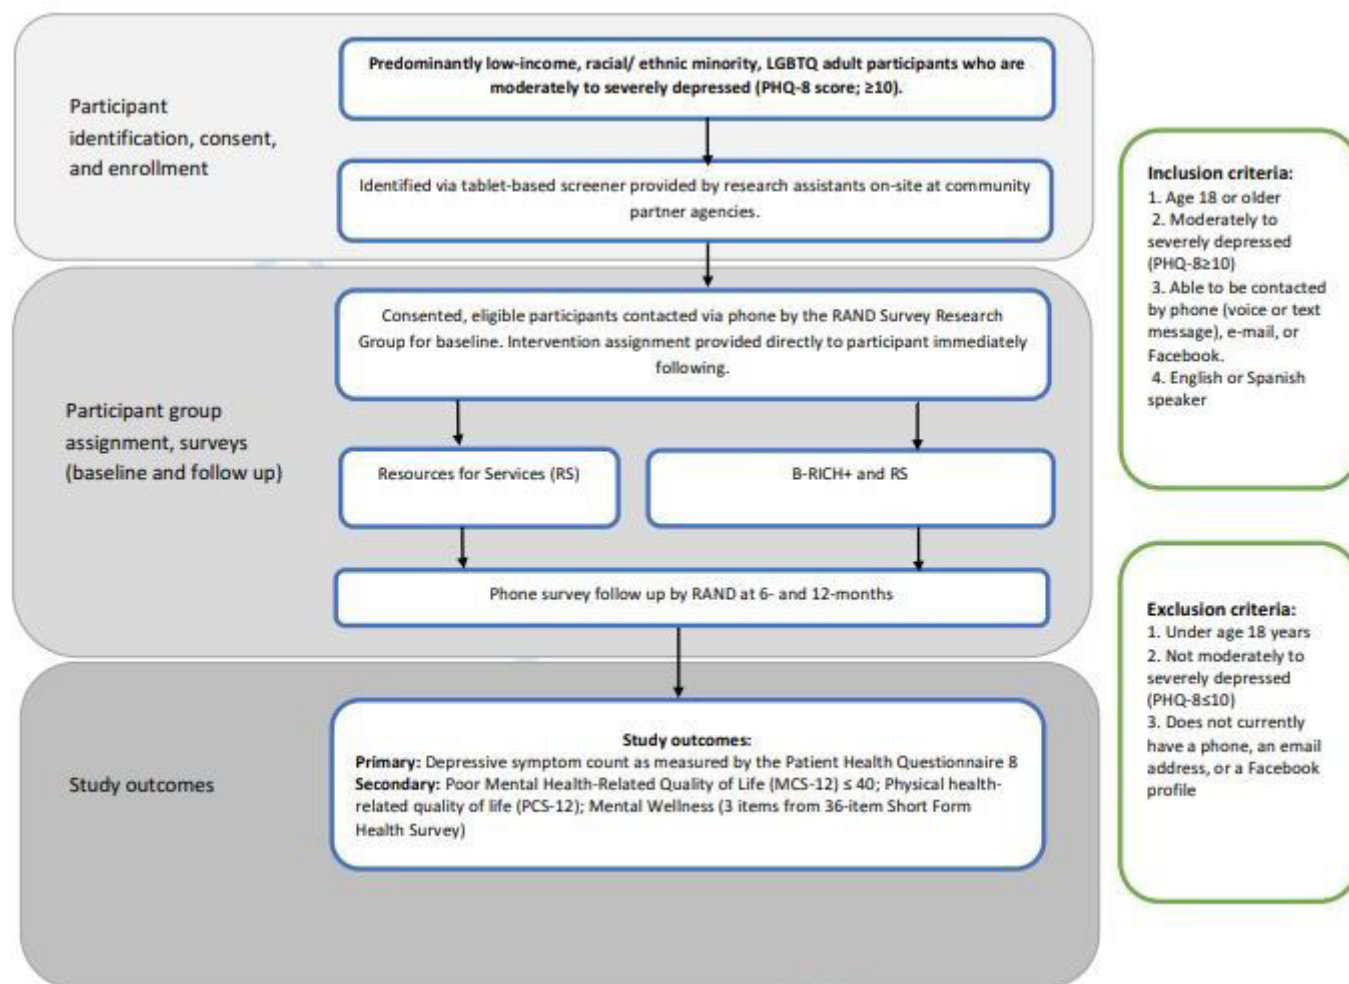 Participant
identification, consent,
and enrollment
Predominantly low-income, racial/ ethnic minority, LGBTQ adult participants who are
moderately to severely depressed (PHQ-8 score; ≥10).
Identified via tablet-based screener provided by research assistants on-site at community
partner agencies.
Participant group
assignment, surveys
(baseline and follow up)
Consented, eligible participants contacted via phone by the RAND Survey Research
Group for baseline. Intervention assignment provided directly to participant immediately
following.
Resources for Services (RS)
B-RICH+ and RS
Phone survey follow up by RAND at 6- and 12-months
Study outcomes
Study outcomes:
Primary: Depressive symptom count as measured by the Patient Health Questionnaire 8
Secondary: Poor Mental Health-Related Quality of Life (MCS-12) ≤ 40; Physical health-
related quality of life (PCS-12); Mental Wellness (3 items from 36-item Short Form
Health Survey)
Inclusion criteria:
1. Age 18 or older
2. Moderately to
severely depressed
(PHQ-8≥10)
3. Able to be contacted
by phone (voice or text
message), e-mail, or
Facebook.
4. English or Spanish
speaker
Exclusion criteria:
1. Under age 18 years
2. Not moderately to
severely depressed
(PHQ-8≤10)
3. Does not currently
have a phone, an email
address, or a Facebook
profile